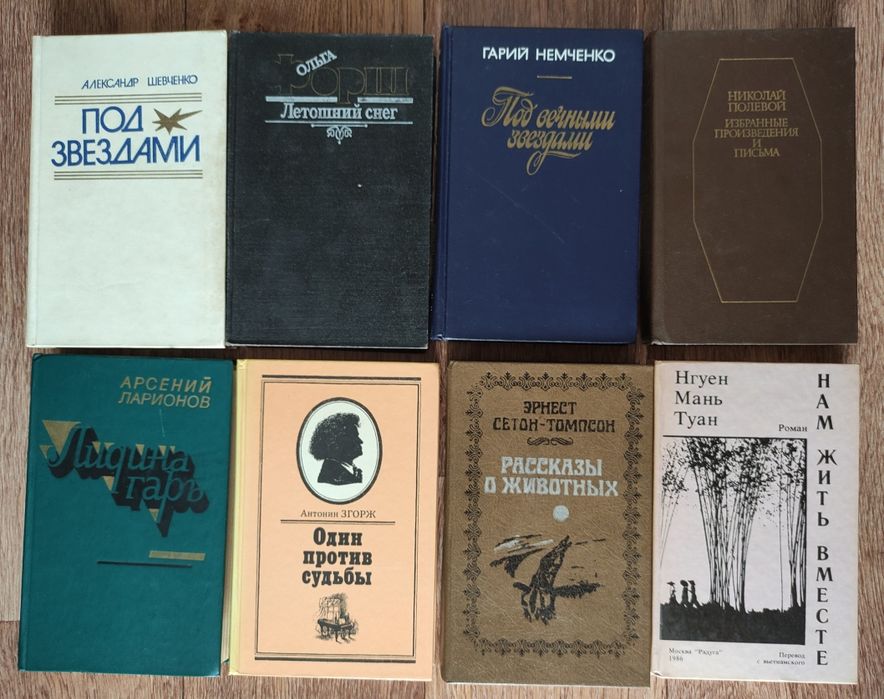 АЛЕКСАНДР ШЕВЧЕНКО
ПОД
ЗВЕЗДАМИ
ОЛЬГА
ФОРШ
Летошний снег
ГАРИЙ НЕМЧЕНКО
Под вечными
звездами
НИКОЛАЙ
ПОЛЕВОЙ
ИЗБРАННЫЕ
ПРОИЗВЕДЕНИЯ
И
ПИСЬМА
АРСЕНИЙ
ЛАРИОНОВ
Лидина
гарь
Антонин ЗГОРЖ
Один
против
судьбы
ЭРНЕСТ
СЕТОН-ТОМПСОН
РАССКАЗЫ
О ЖИВОТНЫХ
Нгуен
Мань
Туан
Роман
НАМ ЖИТЬ ВМЕСТЕ
Москва "Радуга"
1986
Перевод
с вьетнамского